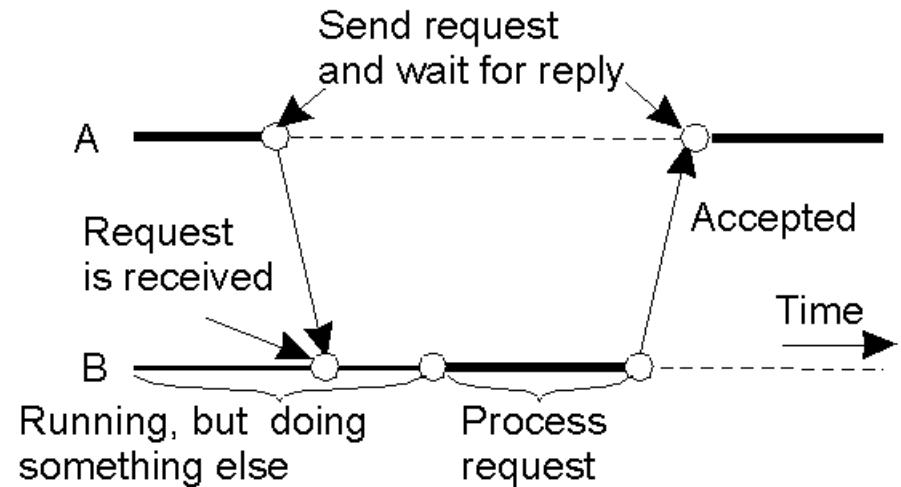 Send request
and wait for reply
A
Request
is received
Accepted
Time
B
Running, but doing
something else
Process
request